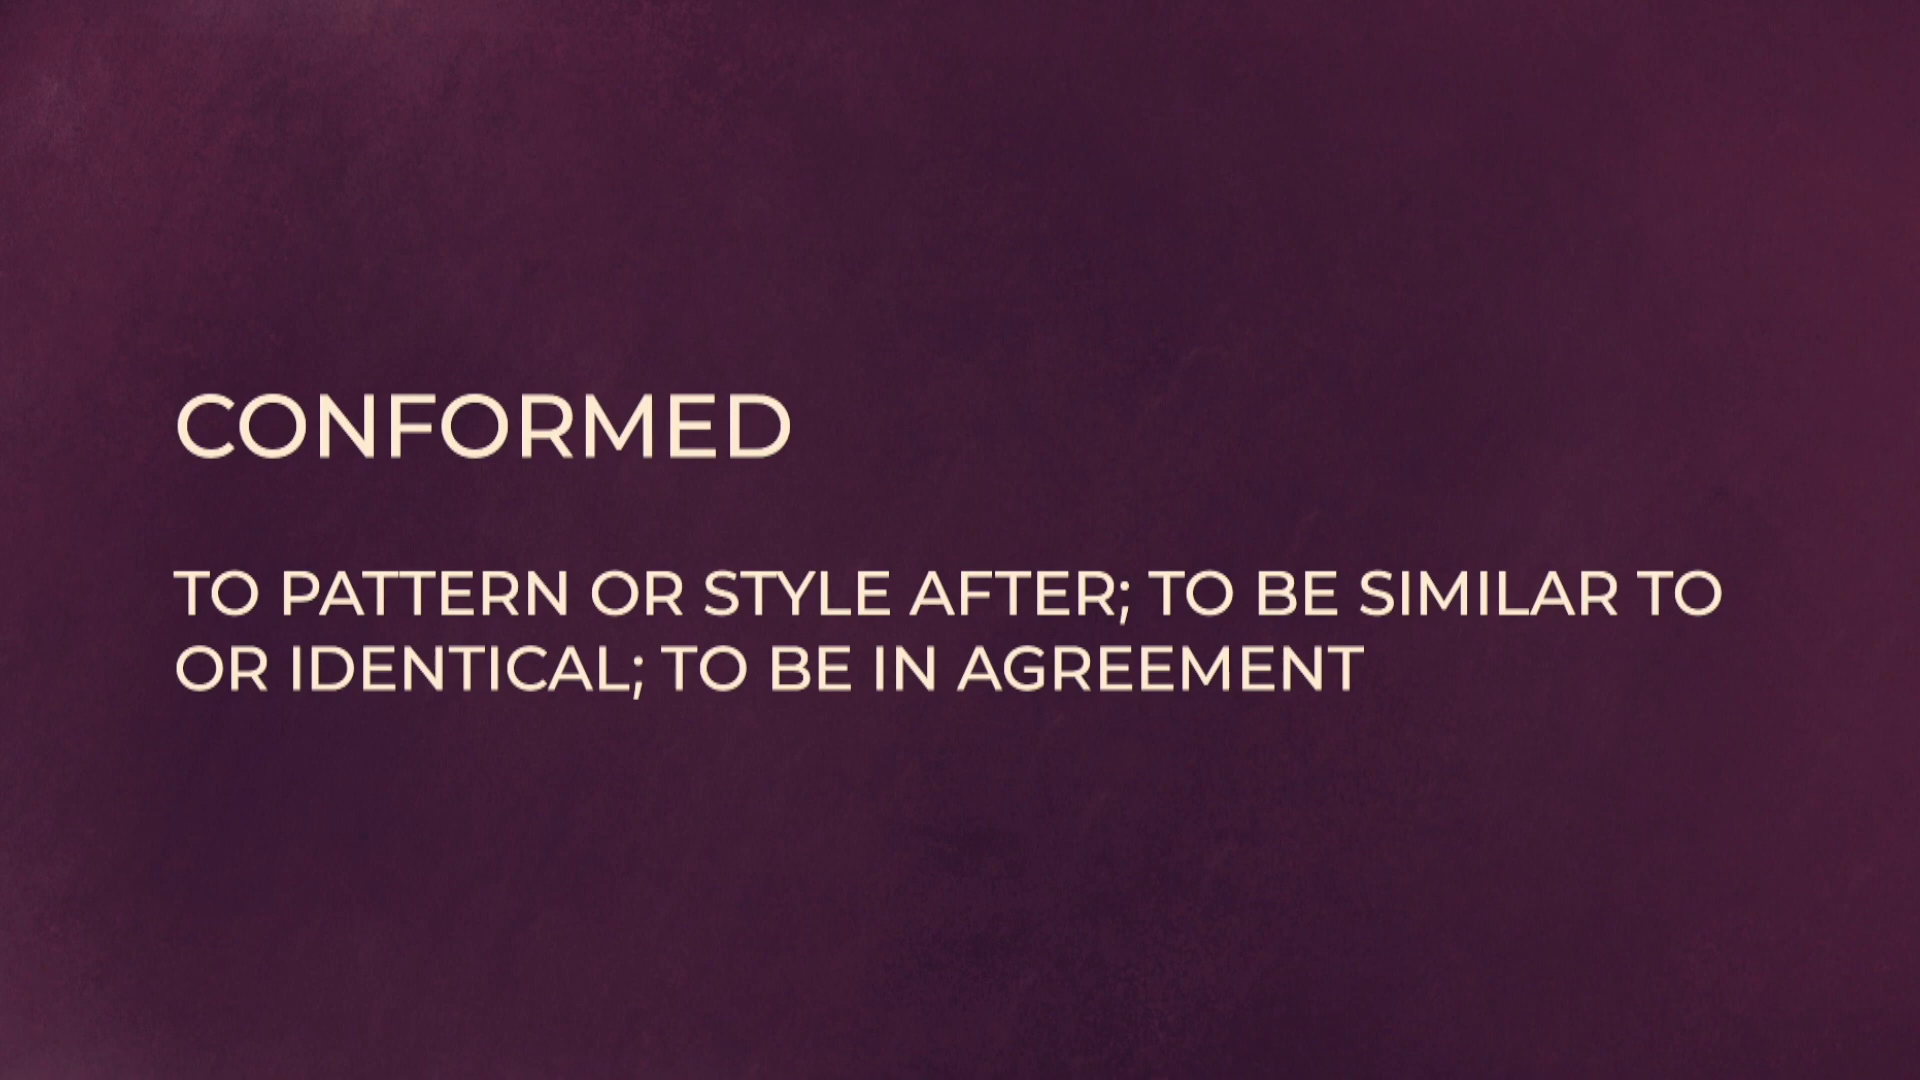 CONFORMED
TO PATTERN OR STYLE AFTER; TO BE SIMILAR TO
OR IDENTICAL; TO BE IN AGREEMENT